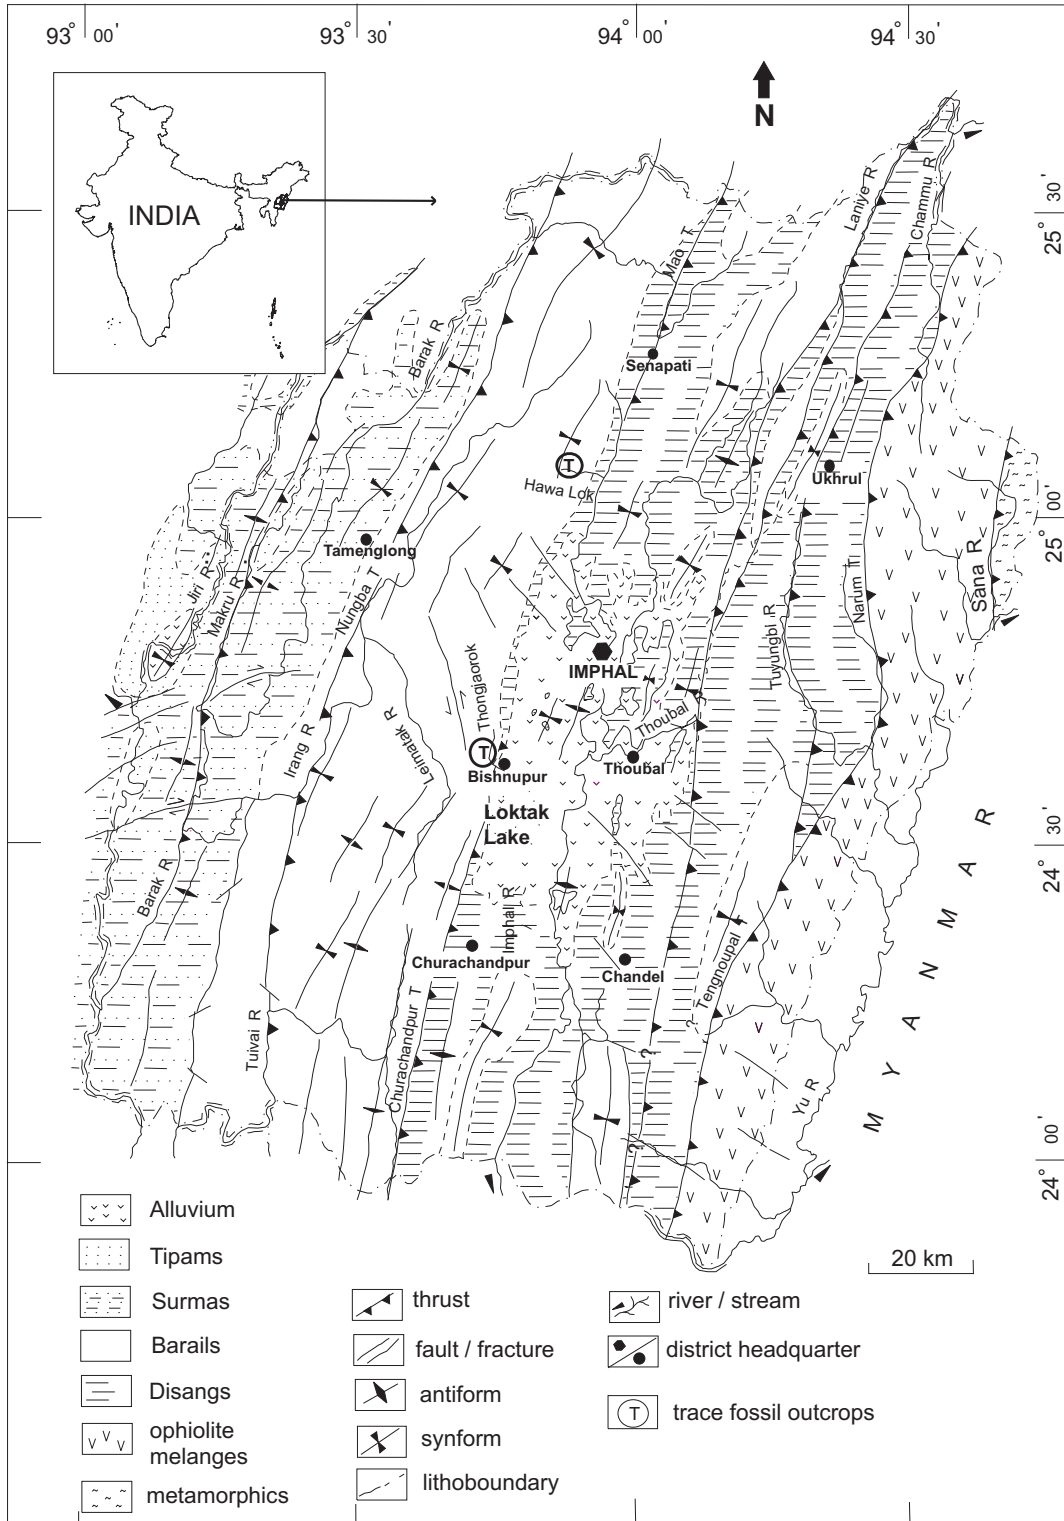 93° 00'
93° 30'
94° 00'
94° 30'
N
INDIA
25° 30'
25° 00'
24° 30'
24° 00'
Laniye R
Chammu R
Mao T
Barak R
Senapati
Hawa Lok
Ukhrul
Tamenglong
Jiri R
Makru R
Nungba T
Narum Tr
Sana R
Tuyungbi R
IMPHAL
Thongjaorok
Thoubal R
Leimatak R
Irang R
Bishnupur
Thoubal
Loktak
Lake
Barak R
Imphal R
Churachandpur
Chandel
Tengnoupal T
Tuivai R
Churachandpur T
Yu R
MYANMAR
T
T
?
?
?
20 km
Alluvium
Tipams
Surmas
Barails
Disangs
ophiolite
melanges
metamorphics
thrust
fault / fracture
antiform
synform
lithoboundary
river / stream
district headquarter
T
trace fossil outcrops